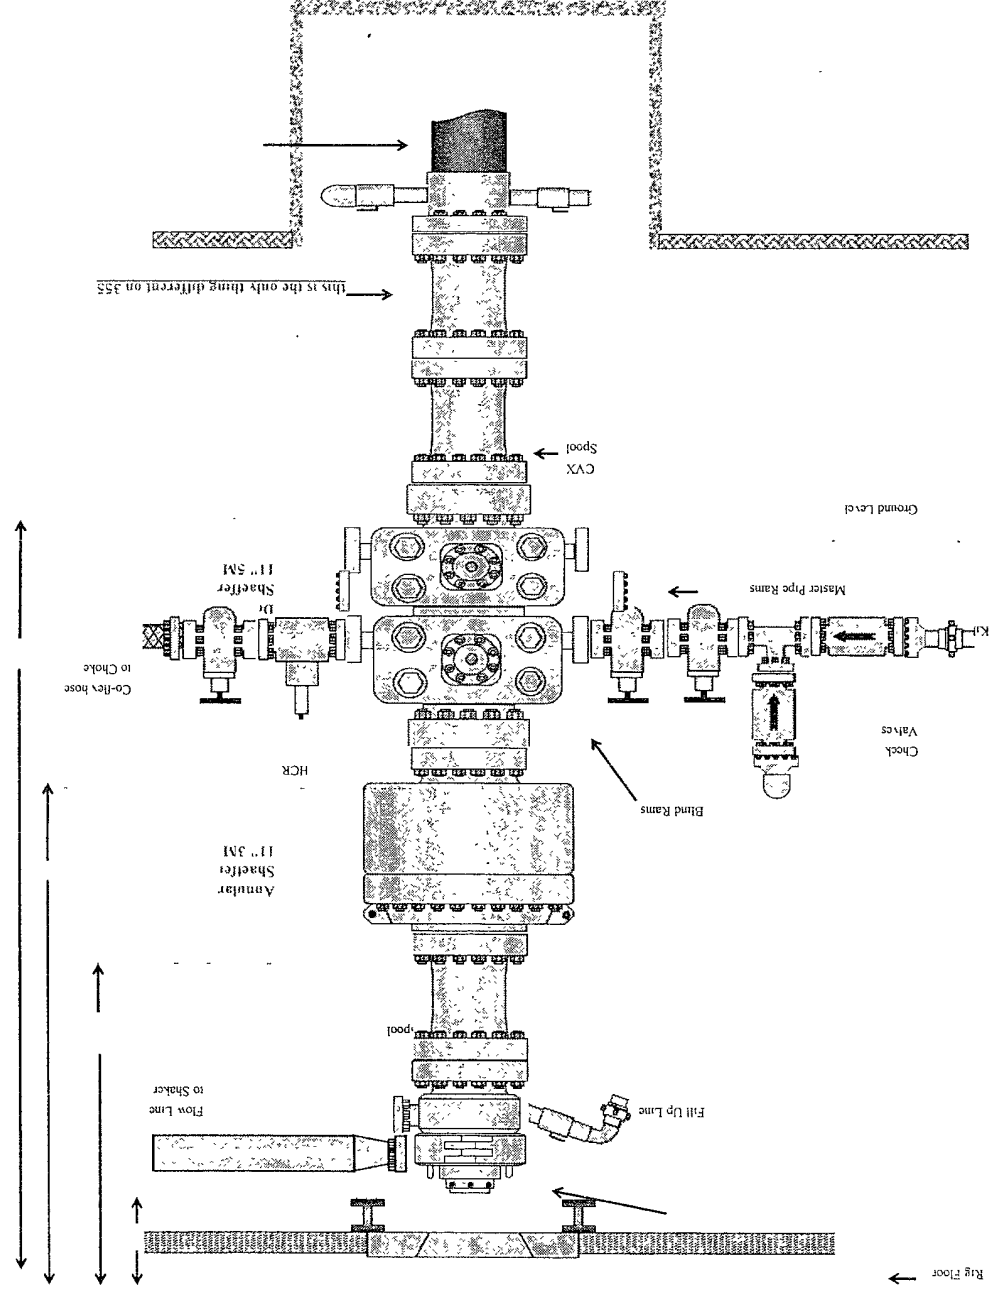 Rig Floor
Fill Up Line
Flow Line
to Shaker
Annular
Shaeffer
11" 3M
Blind Rams
HCR
Check
Valves
Co-flex hose
to Choke
Master Pipe Rams
Shaeffer
11" 5M
Ground Level
CVX
Spool
this is the only thing different on 355